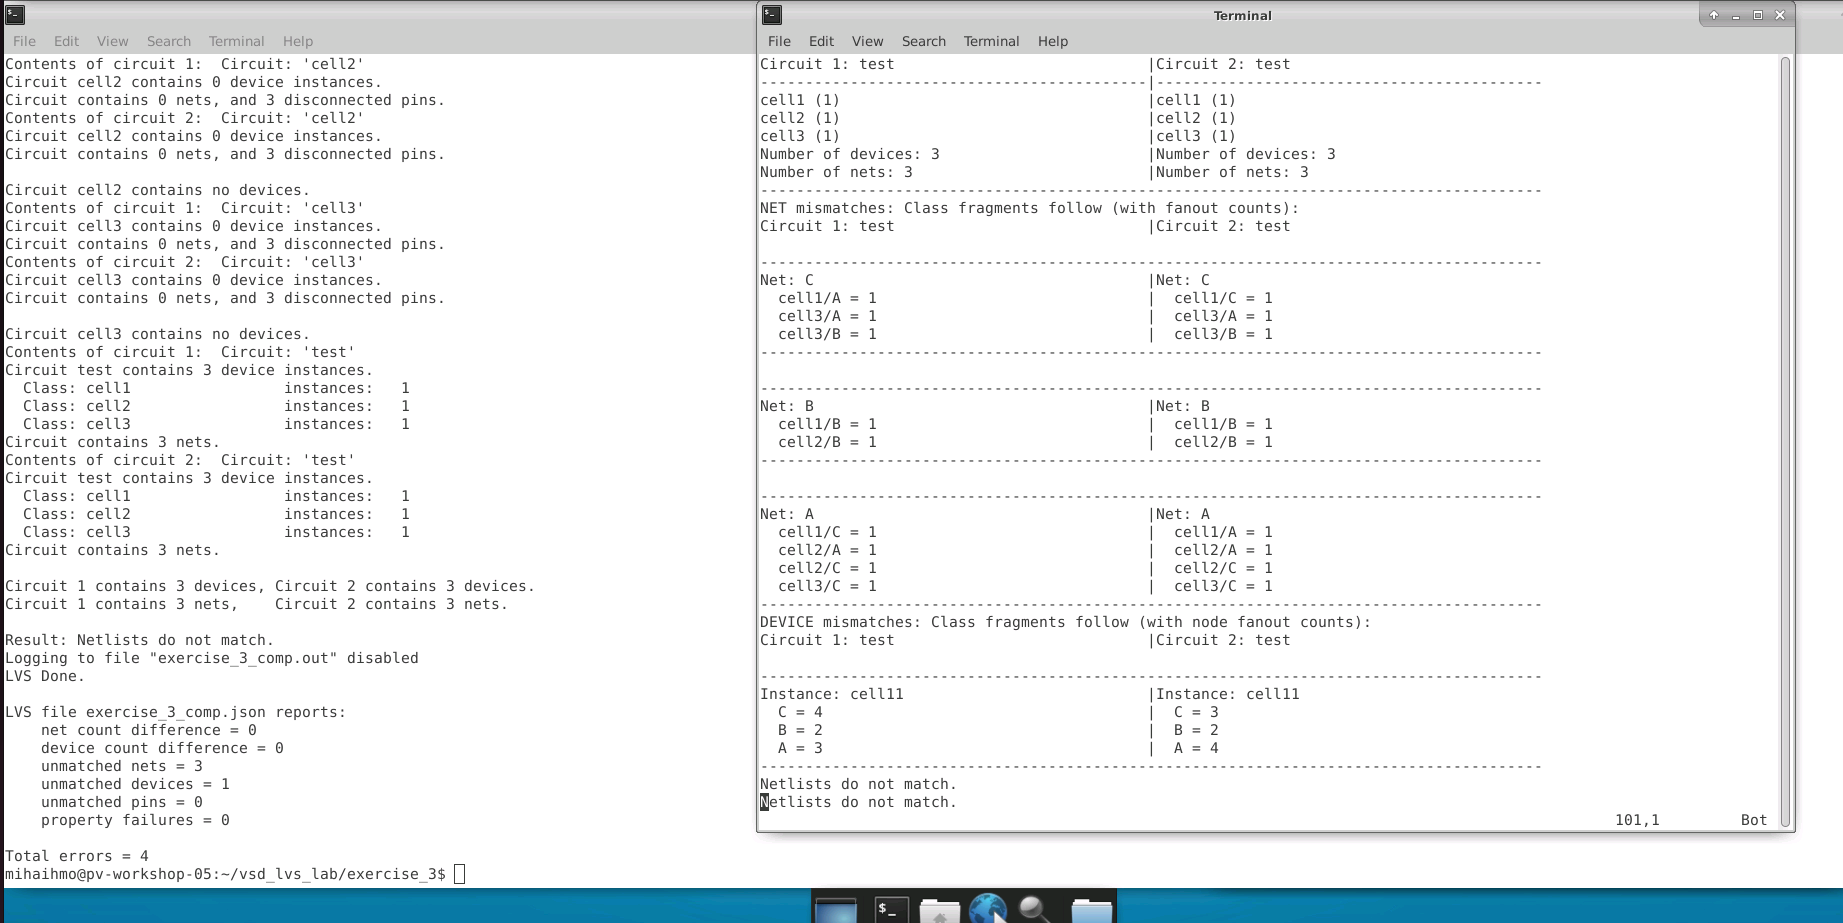 File Edit View Search Terminal Help
Contents of circuit 1:  Circuit: 'cell2'
Circuit cell2 contains 0 device instances.
Circuit contains 0 nets, and 3 disconnected pins.
Contents of circuit 2:  Circuit: 'cell2'
Circuit cell2 contains 0 device instances.
Circuit contains 0 nets, and 3 disconnected pins.
Circuit cell2 contains no devices.
Contents of circuit 1:  Circuit: 'cell3'
Circuit cell3 contains 0 device instances.
Circuit contains 0 nets, and 3 disconnected pins.
Contents of circuit 2:  Circuit: 'cell3'
Circuit cell3 contains 0 device instances.
Circuit contains 0 nets, and 3 disconnected pins.
Circuit cell3 contains no devices.
Contents of circuit 1:  Circuit: 'test'
Circuit test contains 3 device instances.
  Class: cell1                 instances:   1
  Class: cell2                 instances:   1
  Class: cell3                 instances:   1
Circuit contains 3 nets.
Contents of circuit 2:  Circuit: 'test'
Circuit test contains 3 device instances.
  Class: cell1                 instances:   1
  Class: cell2                 instances:   1
  Class: cell3                 instances:   1
Circuit contains 3 nets.
Circuit 1 contains 3 devices, Circuit 2 contains 3 devices.
Circuit 1 contains 3 nets,    Circuit 2 contains 3 nets.
Result: Netlists do not match.
Logging to file "exercise_3_comp.out" disabled
LVS Done.
LVS file exercise_3_comp.json reports:
    net count difference = 0
    device count difference = 0
    unmatched nets = 3
    unmatched devices = 1
    unmatched pins = 0
    property failures = 0
Total errors = 4
mihaihmo@pv-workshop-05:~/vsd_lvs_lab/exercise_3$
Terminal
File Edit View Search Terminal Help
Circuit 1: test                            |Circuit 2: test
-------------------------------------------|-------------------------------------------
cell1 (1)                                  |cell1 (1)
cell2 (1)                                  |cell2 (1)
cell3 (1)                                  |cell3 (1)
Number of devices: 3                       |Number of devices: 3
Number of nets: 3                          |Number of nets: 3
---------------------------------------------------------------------------------------
NET mismatches: Class fragments follow (with fanout counts):
Circuit 1: test                            |Circuit 2: test
---------------------------------------------------------------------------------------
Net: C                                     |Net: C
  cell1/A = 1                              |  cell1/C = 1
  cell3/A = 1                              |  cell3/A = 1
  cell3/B = 1                              |  cell3/B = 1
---------------------------------------------------------------------------------------
---------------------------------------------------------------------------------------
Net: B                                     |Net: B
  cell1/B = 1                              |  cell1/B = 1
  cell2/B = 1                              |  cell2/B = 1
---------------------------------------------------------------------------------------
---------------------------------------------------------------------------------------
Net: A                                     |Net: A
  cell1/C = 1                              |  cell1/A = 1
  cell2/A = 1                              |  cell2/A = 1
  cell2/C = 1                              |  cell2/C = 1
  cell3/C = 1                              |  cell3/C = 1
---------------------------------------------------------------------------------------
DEVICE mismatches: Class fragments follow (with node fanout counts):
Circuit 1: test                            |Circuit 2: test
---------------------------------------------------------------------------------------
Instance: cell11                           |Instance: cell11
  C = 4                                    |  C = 3
  B = 2                                    |  B = 2
  A = 3                                    |  A = 4
---------------------------------------------------------------------------------------
Netlists do not match.
Netlists do not match.
101,1         Bot
$_